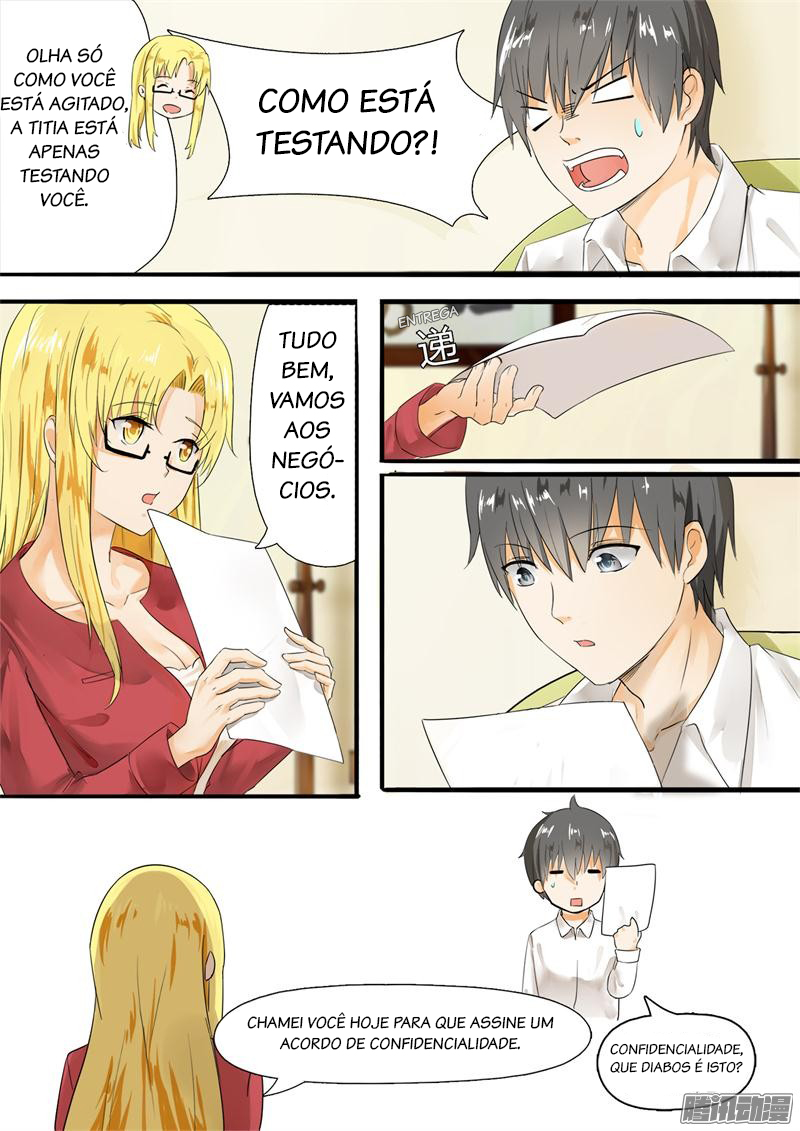 OLHA SÓ
COMO VOCÊ
ESTÁ AGITADO,
A TITIA ESTÁ
APENAS
TESTANDO
VOCÊ.
COMO ESTÁ
TESTANDO?!
TUDO
BEM,
VAMOS
AOS
NEGÓ-
CIOS.
ENTREGA
递
CHAMEI VOCÊ HOJE PARA QUE ASSINE UM
ACORDO DE CONFIDENCIALIDADE.
CONFIDENCIALIDADE,
QUE DIABOS É ISTO?
腾讯动漫